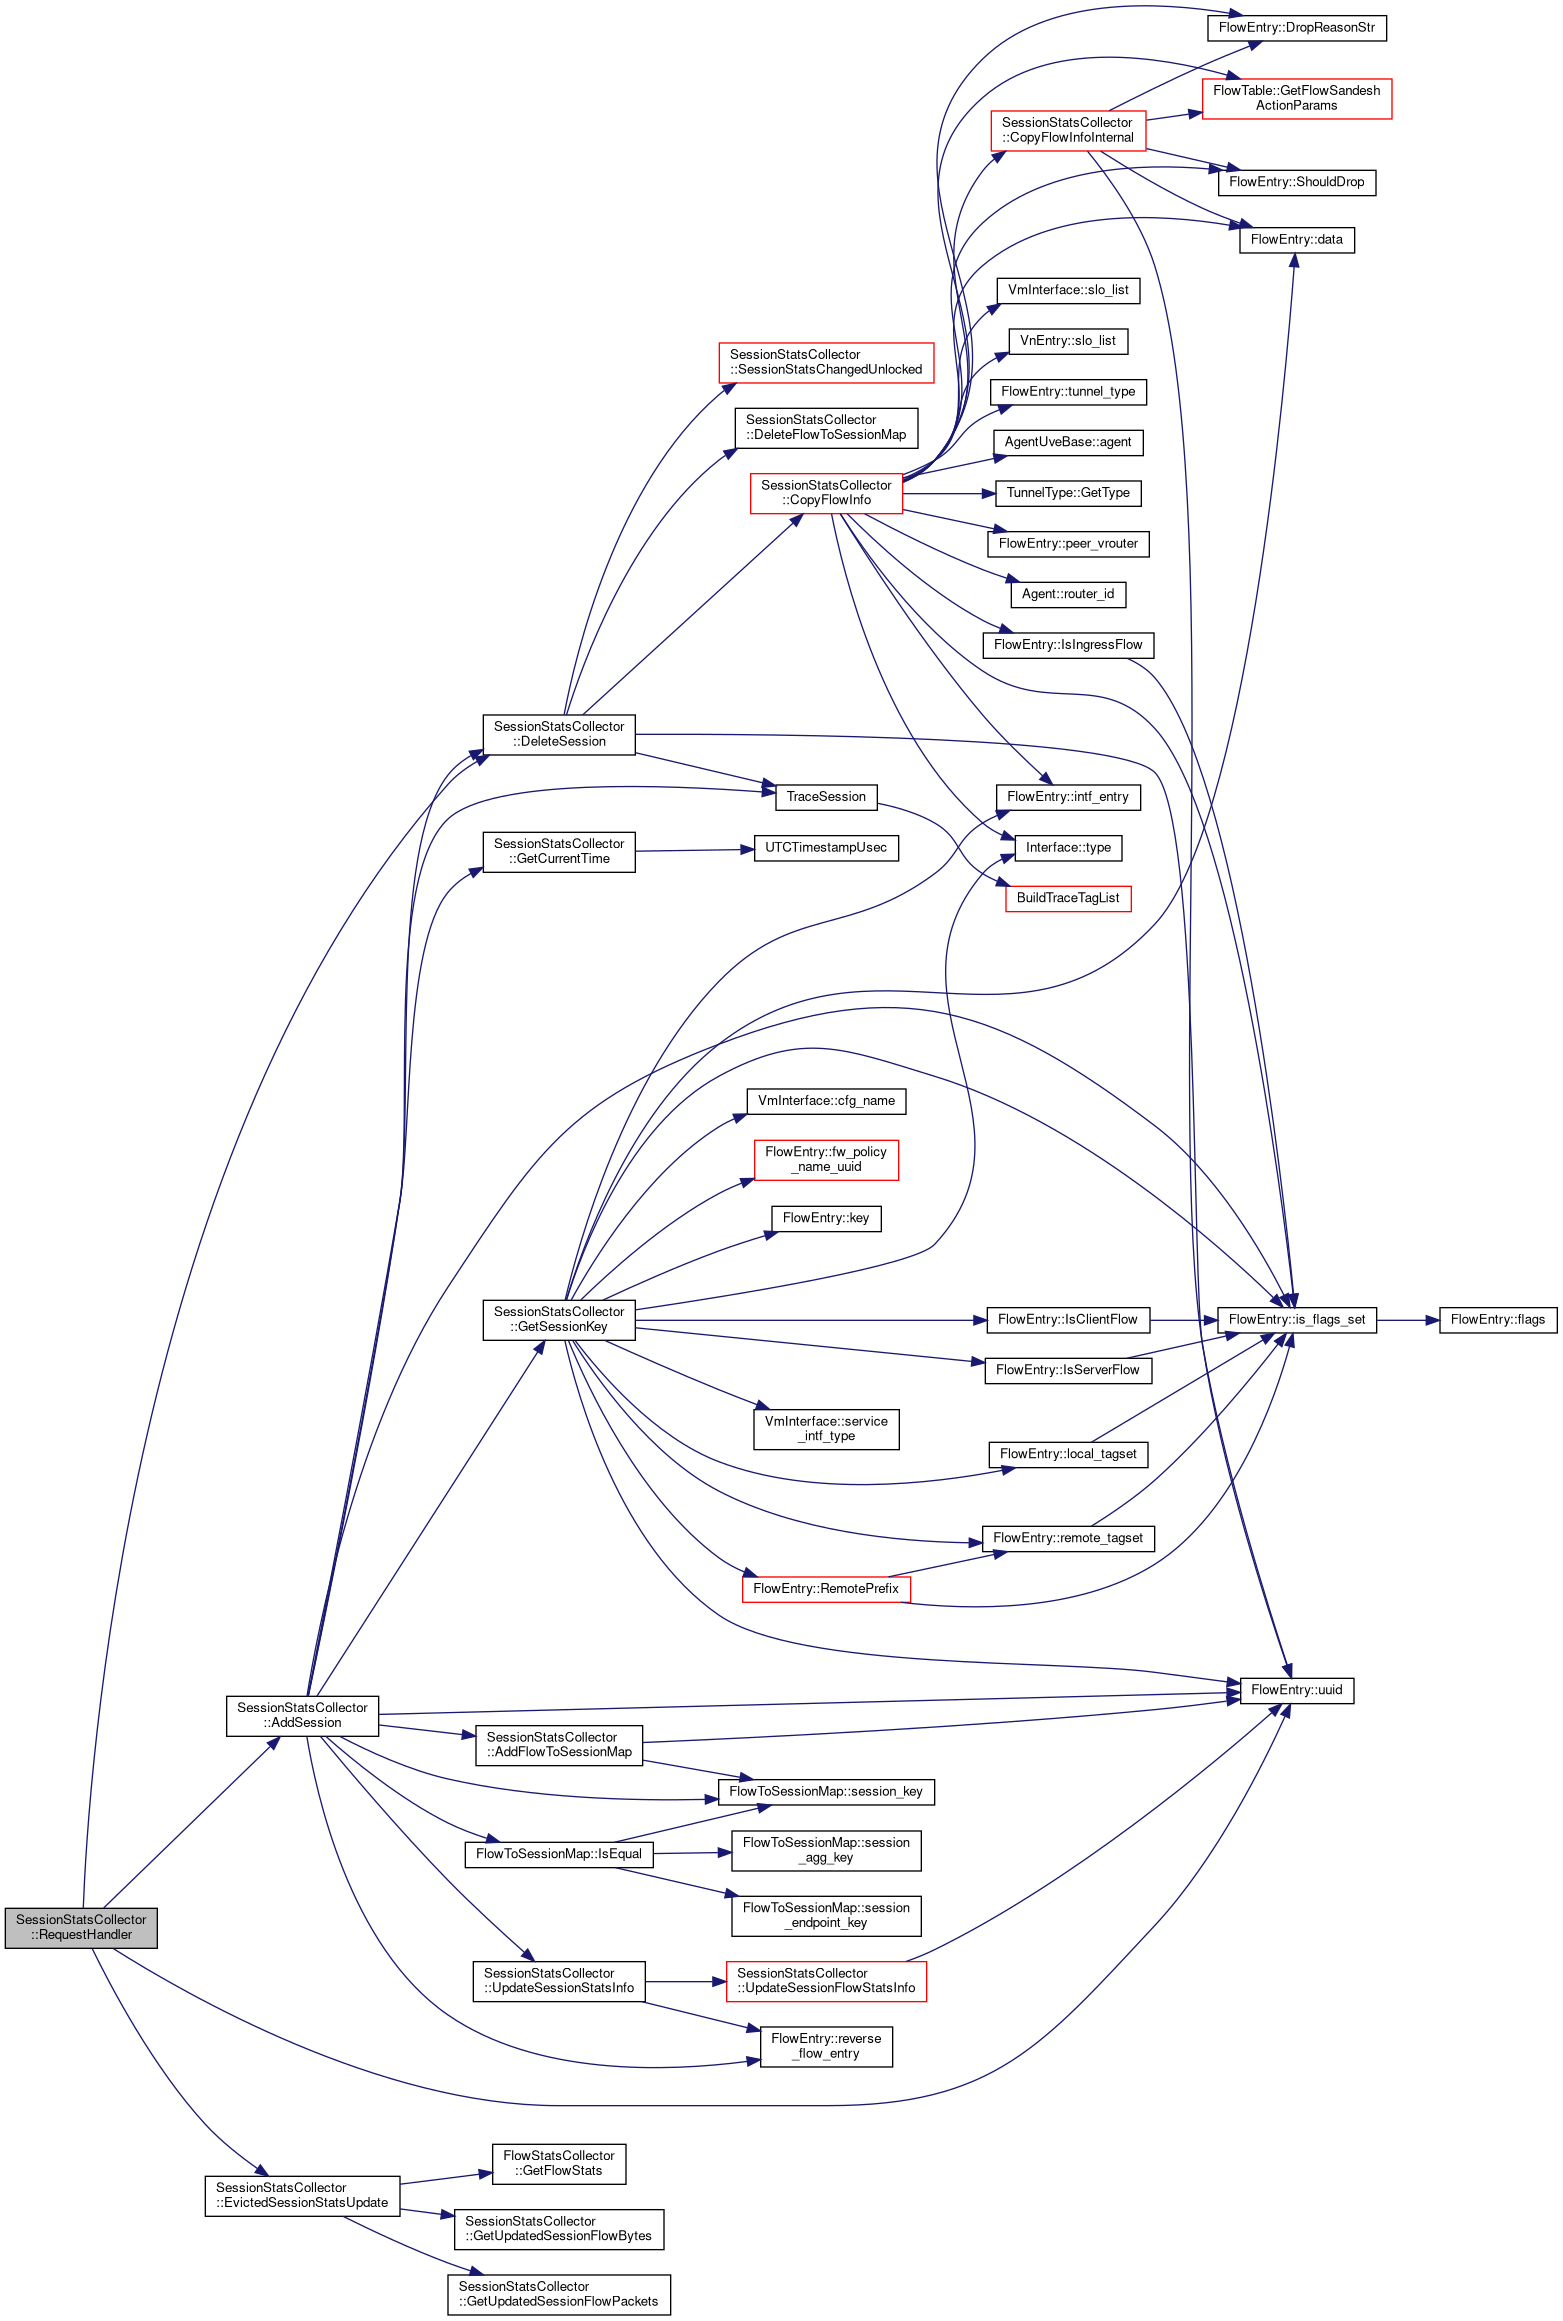 FlowEntry::DropReasonStr
FlowTable::GetFlowSandesh
ActionParams
SessionStatsCollector
::CopyFlowInfoInternal
FlowEntry::ShouldDrop
FlowEntry::data
VmInterface::slo_list
VnEntry::slo_list
SessionStatsCollector
::SessionStatsChangedUnlocked
FlowEntry::tunnel_type
SessionStatsCollector
::DeleteFlowToSessionMap
AgentUveBase::agent
SessionStatsCollector
::CopyFlowInfo
TunnelType::GetType
FlowEntry::peer_vrouter
Agent::router_id
FlowEntry::IsIngressFlow
SessionStatsCollector
::DeleteSession
TraceSession
FlowEntry::intf_entry
SessionStatsCollector
::GetCurrentTime
UTCTimestampUsec
Interface::type
BuildTraceTagList
VmInterface::cfg_name
FlowEntry::fw_policy
_name_uuid
FlowEntry::key
SessionStatsCollector
::GetSessionKey
FlowEntry::IsClientFlow
FlowEntry::is_flags_set
FlowEntry::flags
FlowEntry::IsServerFlow
VmInterface::service
_intf_type
FlowEntry::local_tagset
FlowEntry::remote_tagset
FlowEntry::RemotePrefix
FlowEntry::uuid
SessionStatsCollector
::AddSession
SessionStatsCollector
::AddFlowToSessionMap
FlowToSessionMap::session_key
FlowToSessionMap::IsEqual
FlowToSessionMap::session
_agg_key
FlowToSessionMap::session
_endpoint_key
SessionStatsCollector
::RequestHandler
SessionStatsCollector
::UpdateSessionStatsInfo
SessionStatsCollector
::UpdateSessionFlowStatsInfo
FlowEntry::reverse
_flow_entry
FlowStatsCollector
::GetFlowStats
SessionStatsCollector
::EvictedSessionStatsUpdate
SessionStatsCollector
::GetUpdatedSessionFlowBytes
SessionStatsCollector
::GetUpdatedSessionFlowPackets